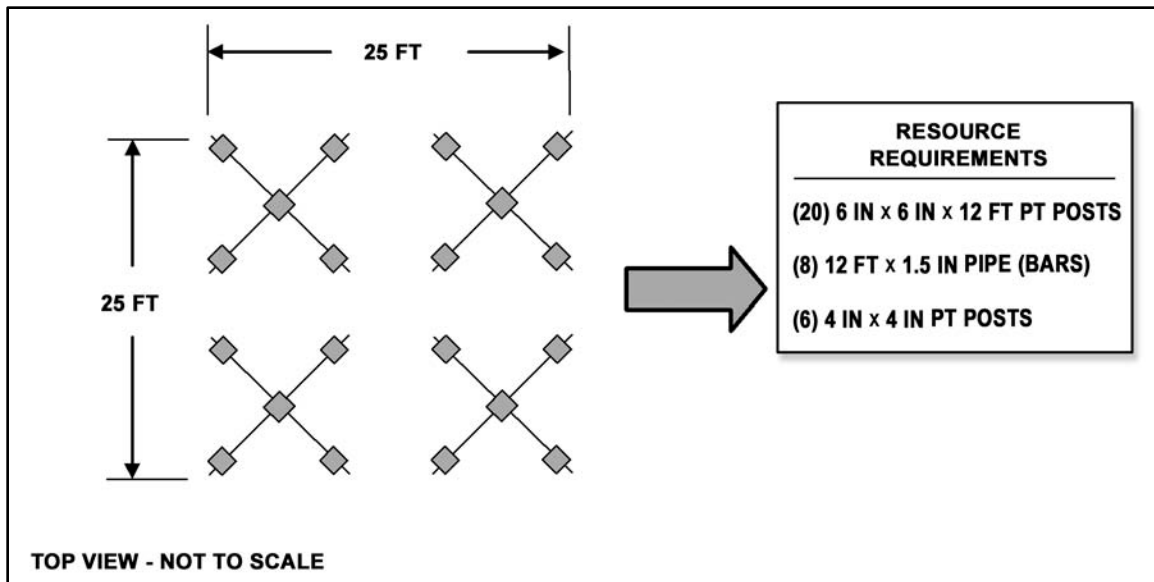 25 FT
25 FT
RESOURCE
REQUIREMENTS
(20) 6 IN x 6 IN x 12 FT PT POSTS
(8) 12 FT x 1.5 IN PIPE (BARS)
(6) 4 IN x 4 IN PT POSTS
TOP VIEW - NOT TO SCALE